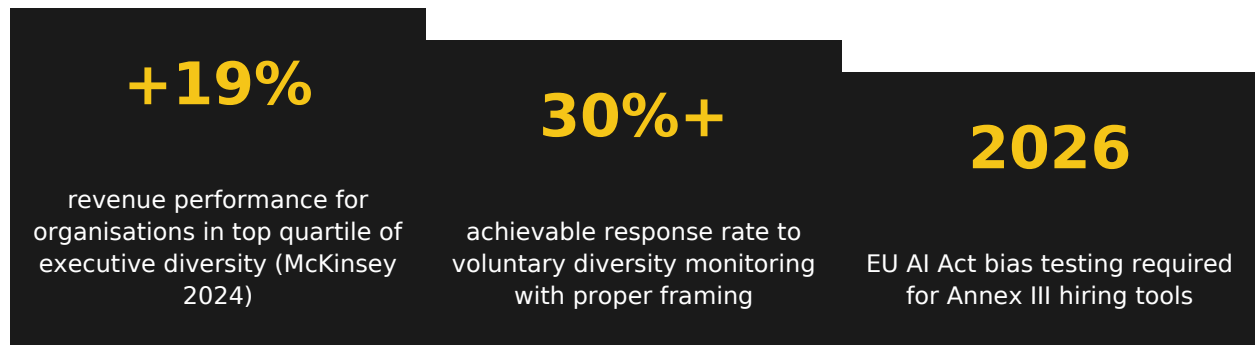 +19%
revenue performance for
organisations in top quartile of
executive diversity (McKinsey
2024)
30%+
achievable response rate to
voluntary diversity monitoring
with proper framing
2026
EU AI Act bias testing required
for Annex III hiring tools